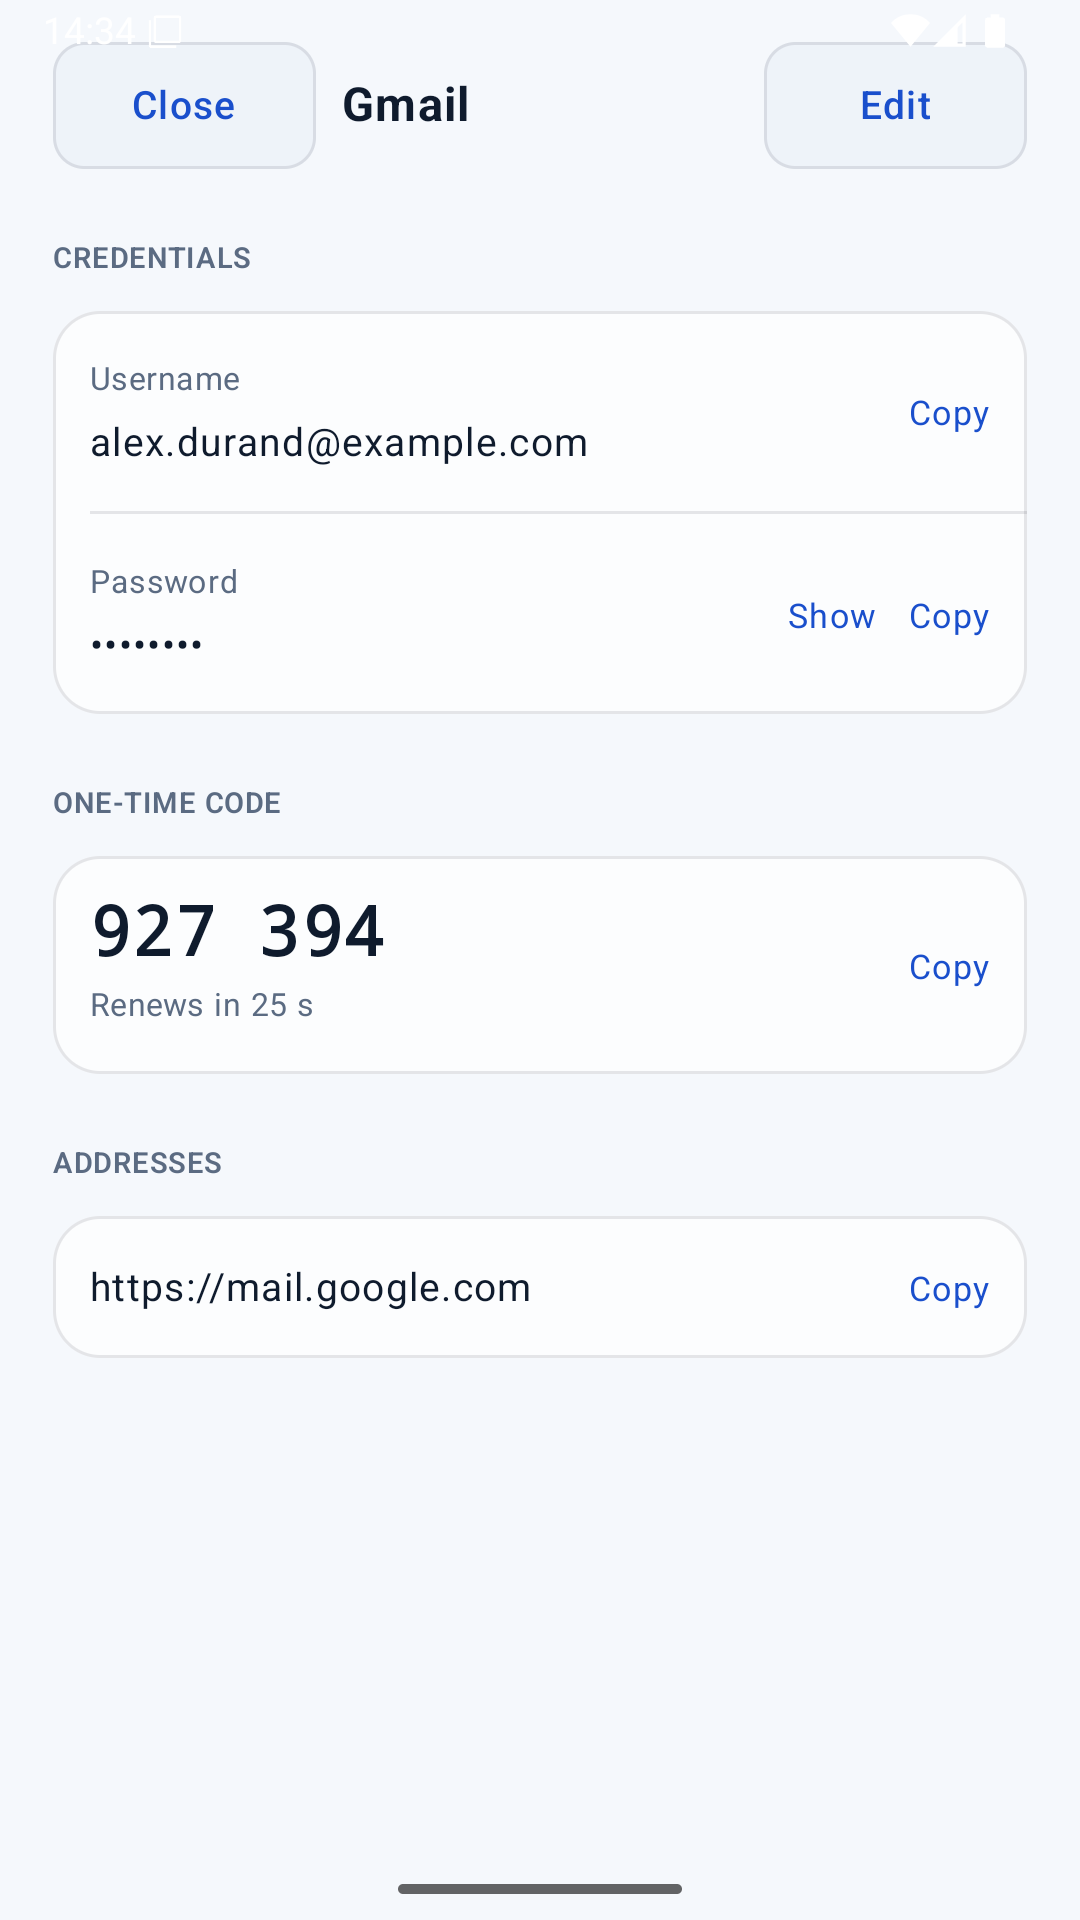 14:34
Close Gmail Edit
CREDENTIALS
Username
alex.durand@example.com
Copy
Password
••••••••
Show Copy
ONE-TIME CODE
927 394
Renews in 25 s
Copy
ADDRESSES
https://mail.google.com
Copy